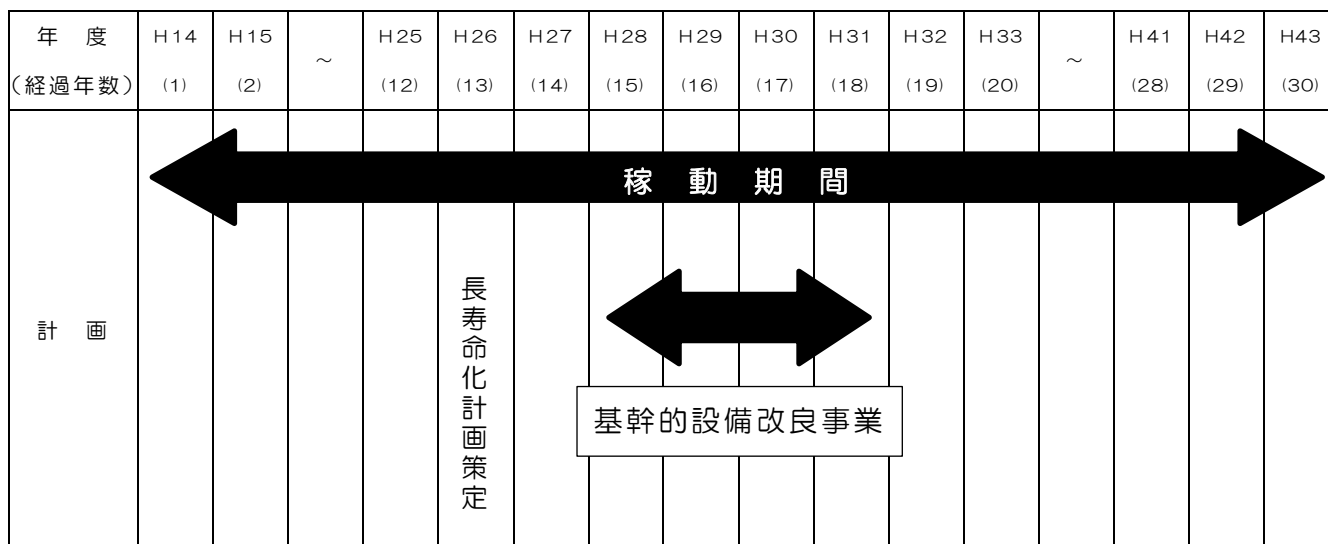 年 度 H14 H15 ～ H25 H26 H27 H28 H29 H30 H31 H32 H33 ～ H41 H42 H43
(経過年数) (1) (2) (12) (13) (14) (15) (16) (17) (18) (19) (20) (28) (29) (30)
稼 動 期 間
計 画
長寿命化計画策定
基幹的設備改良事業